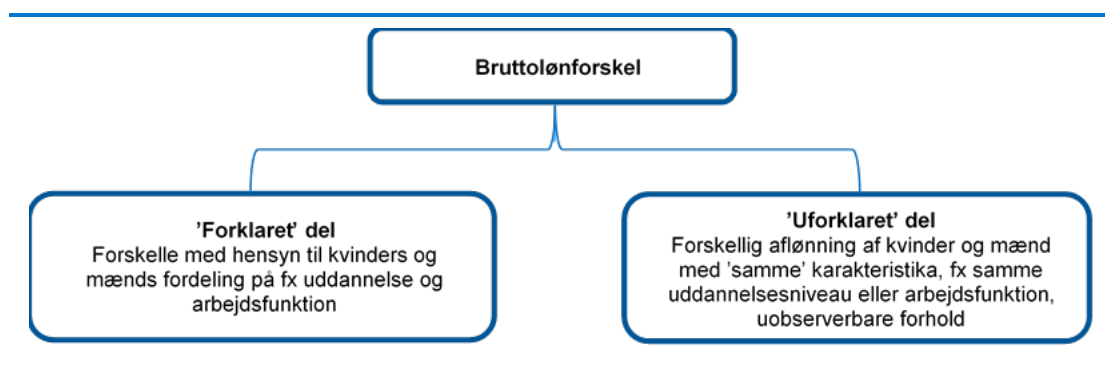 Bruttolønforskel
’Forklaret’ del
Forskelle med hensyn til kvinders og
mænds fordeling på fx uddannelse og
arbejdsfunktion
’Uforklaret’ del
Forskellig aflønning af kvinder og mænd
med ’samme’ karakteristika, fx samme
uddannelsesniveau eller arbejdsfunktion,
uobserverbare forhold